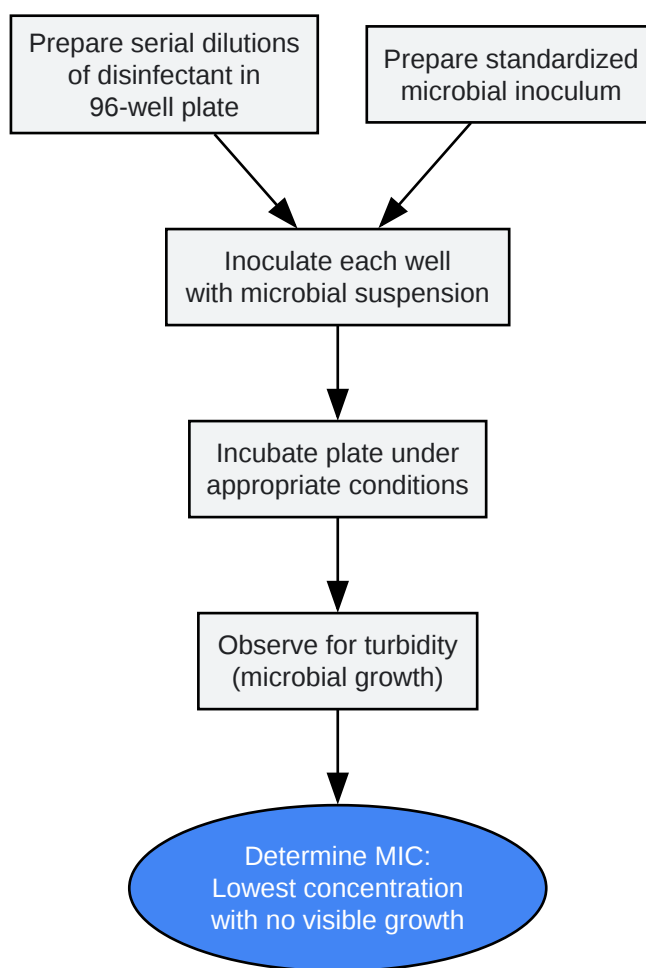 Prepare serial dilutions
of disinfectant in
96-well plate
Prepare standardized
microbial inoculum
Inoculate each well
with microbial suspension
Incubate plate under
appropriate conditions
Observe for turbidity
(microbial growth)
Determine MIC:
Lowest concentration
with no visible growth